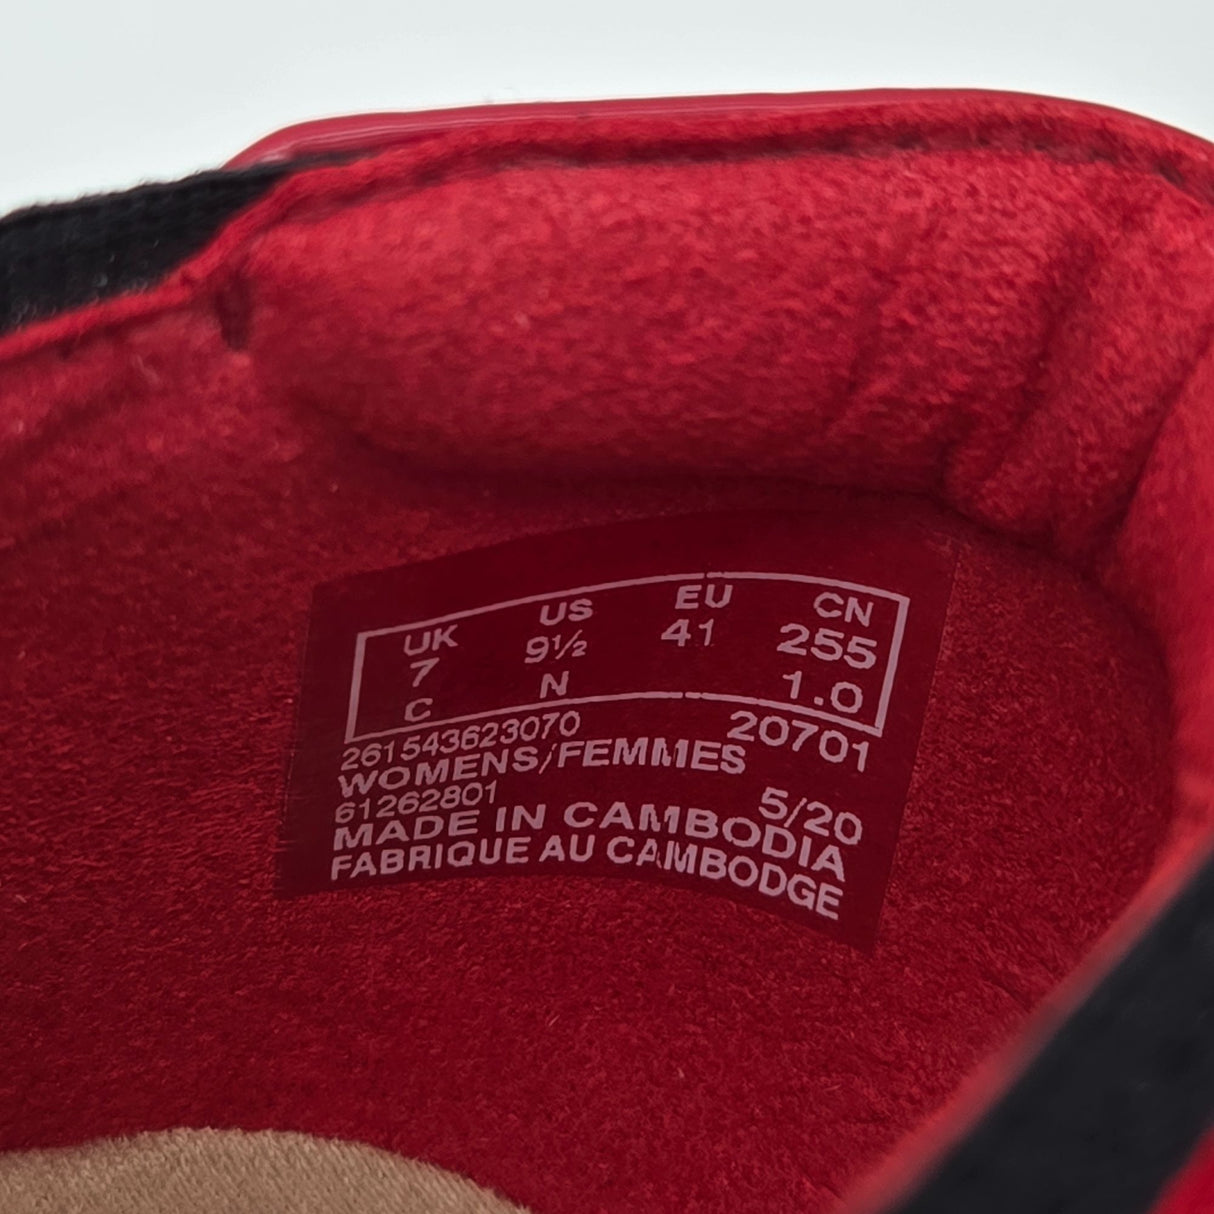 UK US EU CN
7 9½ 41 255
C N 1.0
261543623070 20701
WOMENS/FEMMES
61262801 5/20
MADE IN CAMBODIA
FABRIQUE AU CAMBODGE